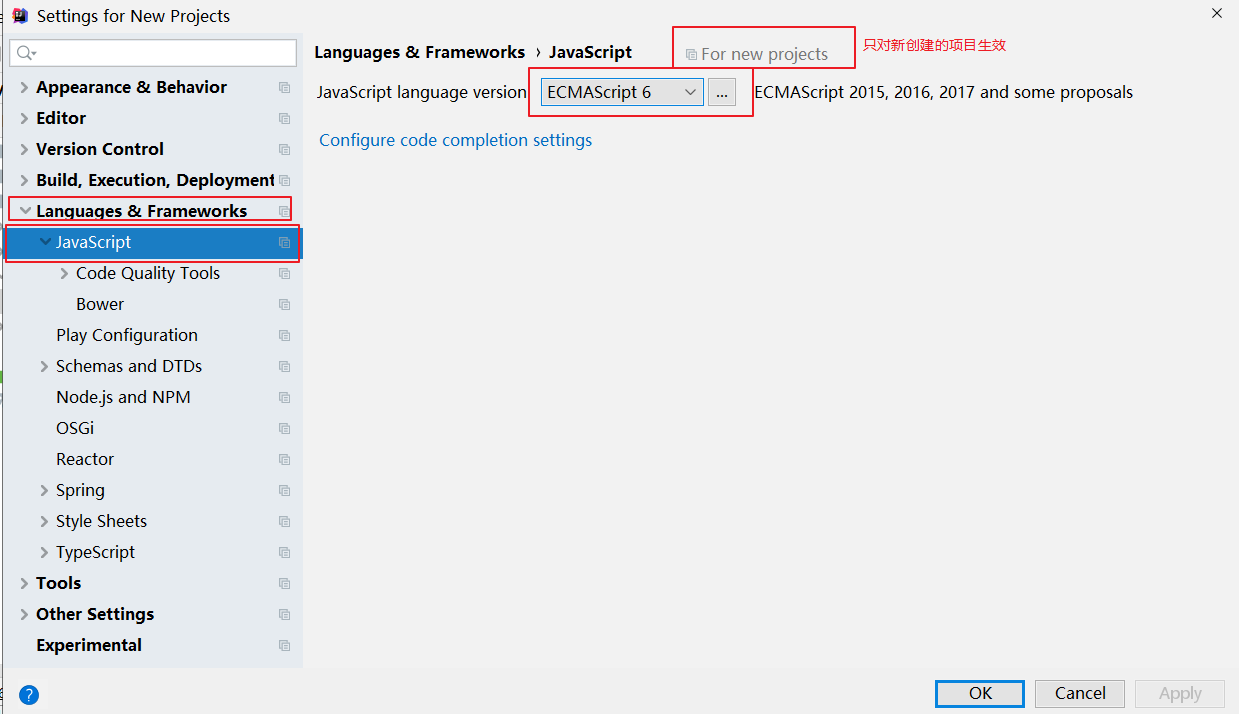 Settings for New Projects
Languages & Frameworks › JavaScript
For new projects
只对新创建的项目生效
JavaScript language version
ECMAScript 6
...
ECMAScript 2015, 2016, 2017 and some proposals
Configure code completion settings
Appearance & Behavior
Editor
Version Control
Build, Execution, Deployment
Languages & Frameworks
JavaScript
Code Quality Tools
Bower
Play Configuration
Schemas and DTDs
Node.js and NPM
OSGi
Reactor
Spring
Style Sheets
TypeScript
Tools
Other Settings
Experimental
?
OK
Cancel
Apply